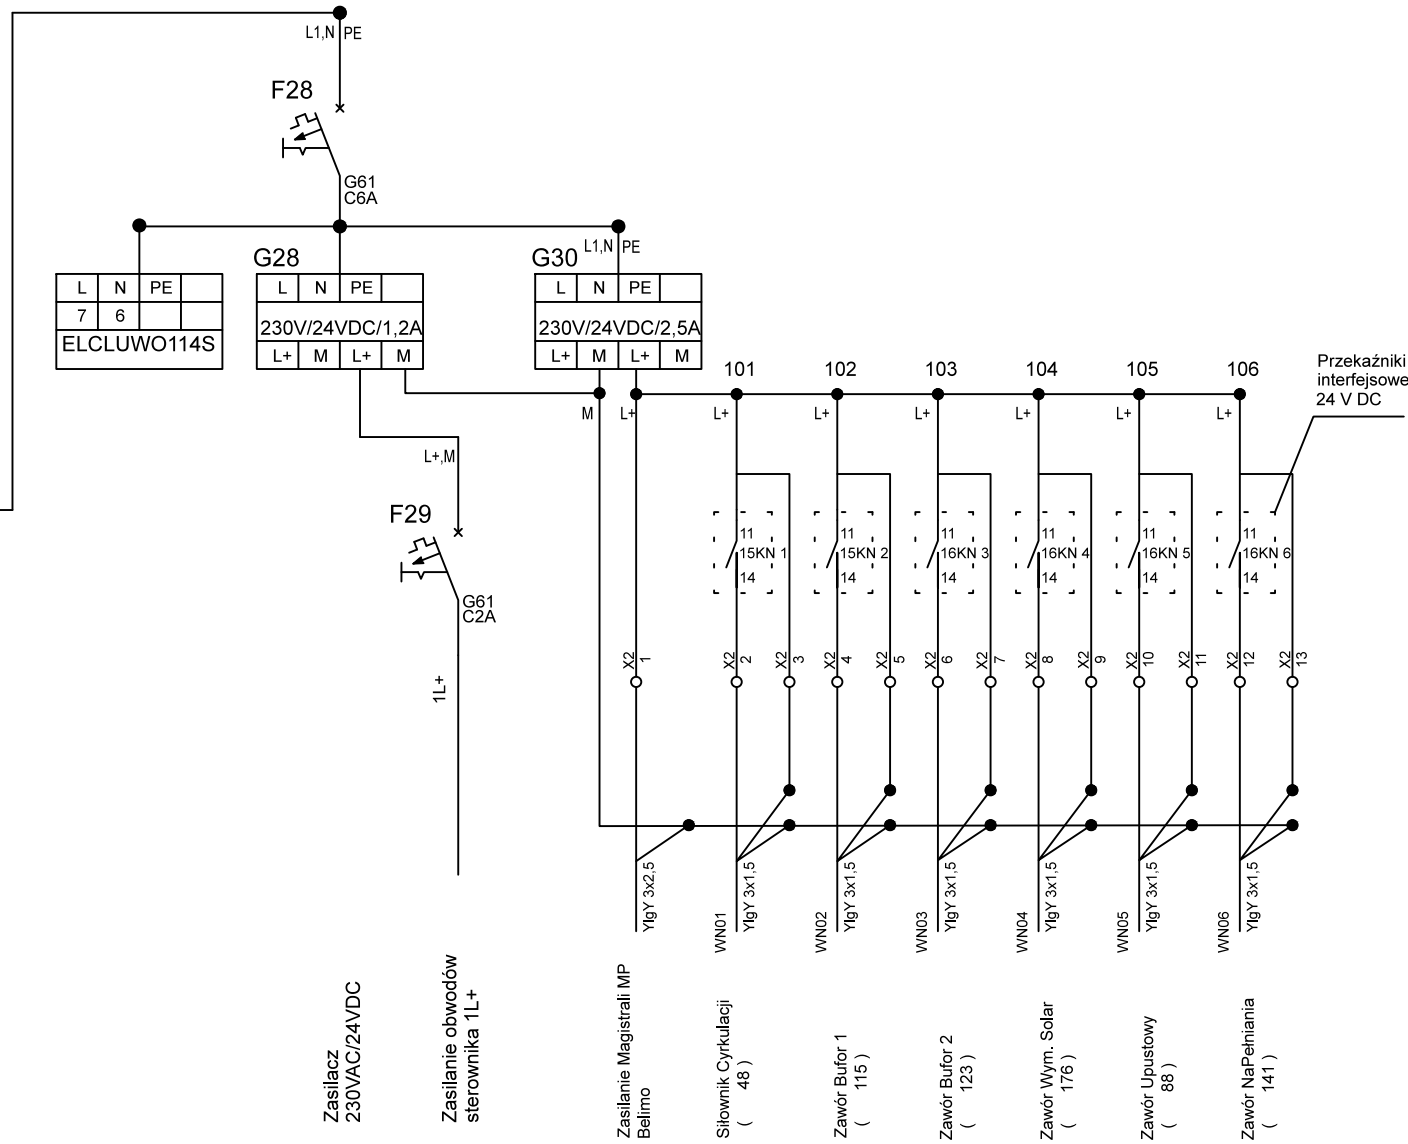 L1,N PE
F28
G61
C6A
L1,N PE
G28
G30
L N PE
7 6
ELCLUWO114S
L N PE
230V/24VDC/1,2A
L+ M L+ M
L N PE
230V/24VDC/2,5A
L+ M L+ M
101 102 103 104 105 106
Przekaźniki
interfejsowe
24 V DC
M L+ L+ L+ L+ L+ L+ L+
L+,M
F29
G61
C2A
1L+
11 11 11 11 11 11
15KN 1 15KN 2 16KN 3 16KN 4 16KN 5 16KN 6
14 14 14 14 14 14
X2 1
X2 2
X2 3
X2 4
X2 5
X2 6
X2 7
X2 8
X2 9
X2 10
X2 11
X2 12
X2 13
YlgY 3x2,5
WN01
YlgY 3x1,5
WN02
YlgY 3x1,5
WN03
YlgY 3x1,5
WN04
YlgY 3x1,5
WN05
YlgY 3x1,5
WN06
YlgY 3x1,5
Zasilacz
230VAC/24VDC
Zasilanie obwodów
sterownika 1L+
Zasilanie Magistrali MP
Belimo
Siłownik Cyrkulacji
( 48 )
Zawór Bufor 1
( 115 )
Zawór Bufor 2
( 123 )
Zawór Wym. Solar
( 176 )
Zawór Upustowy
( 88 )
Zawór NaPełniania
( 141 )